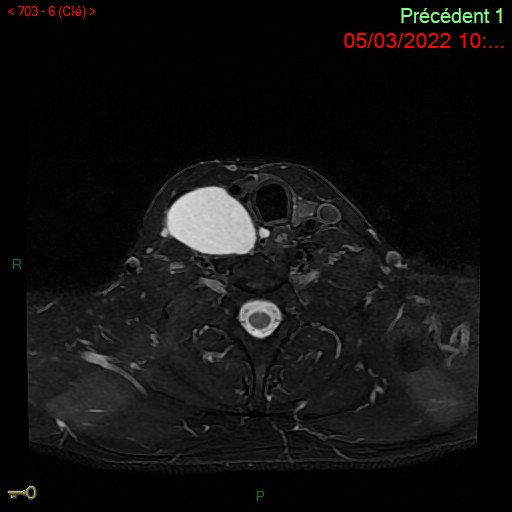 < 703 - 6 (Clé) >
Précédent 1
05/03/2022 10:...
R
P